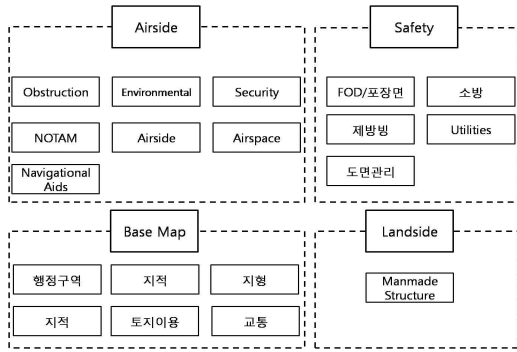 Airside
Safety
Obstruction
Environmental
Security
NOTAM
Airside
Airspace
Navigational
Aids
FOD/포장면
소방
제방빙
Utilities
도면관리
Base Map
Landside
행정구역
지적
지형
지적
토지이용
교통
Manmade
Structure